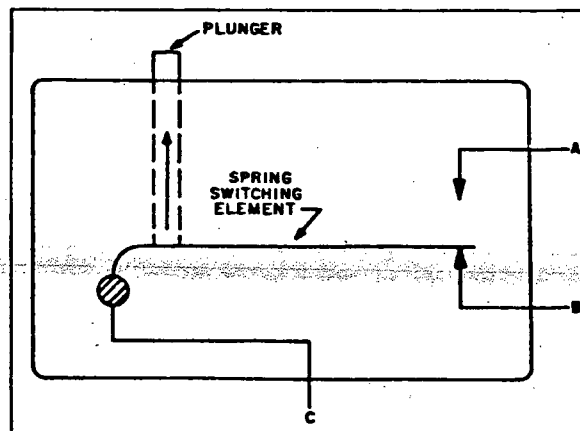 PLUNGER
A
SPRING
SWITCHING
ELEMENT
B
C